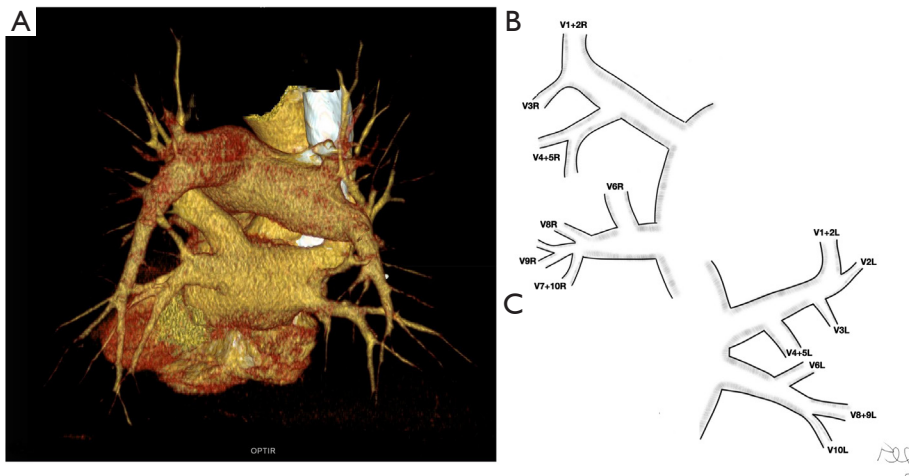 A
OPTIR
B
V1+2R
V3R
V4+5R
V6R
V8R
V9R
V7+10R
C
V1+2L
V2L
V3L
V4+5L
V6L
V8+9L
V10L